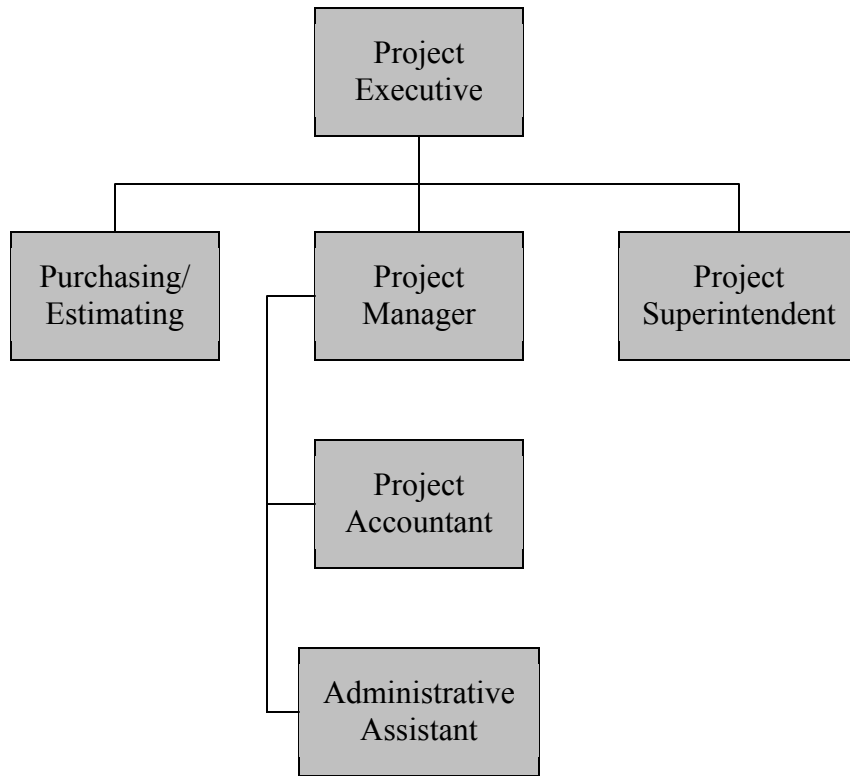 Project
Executive
Purchasing/
Estimating
Project
Manager
Project
Superintendent
Project
Accountant
Administrative
Assistant